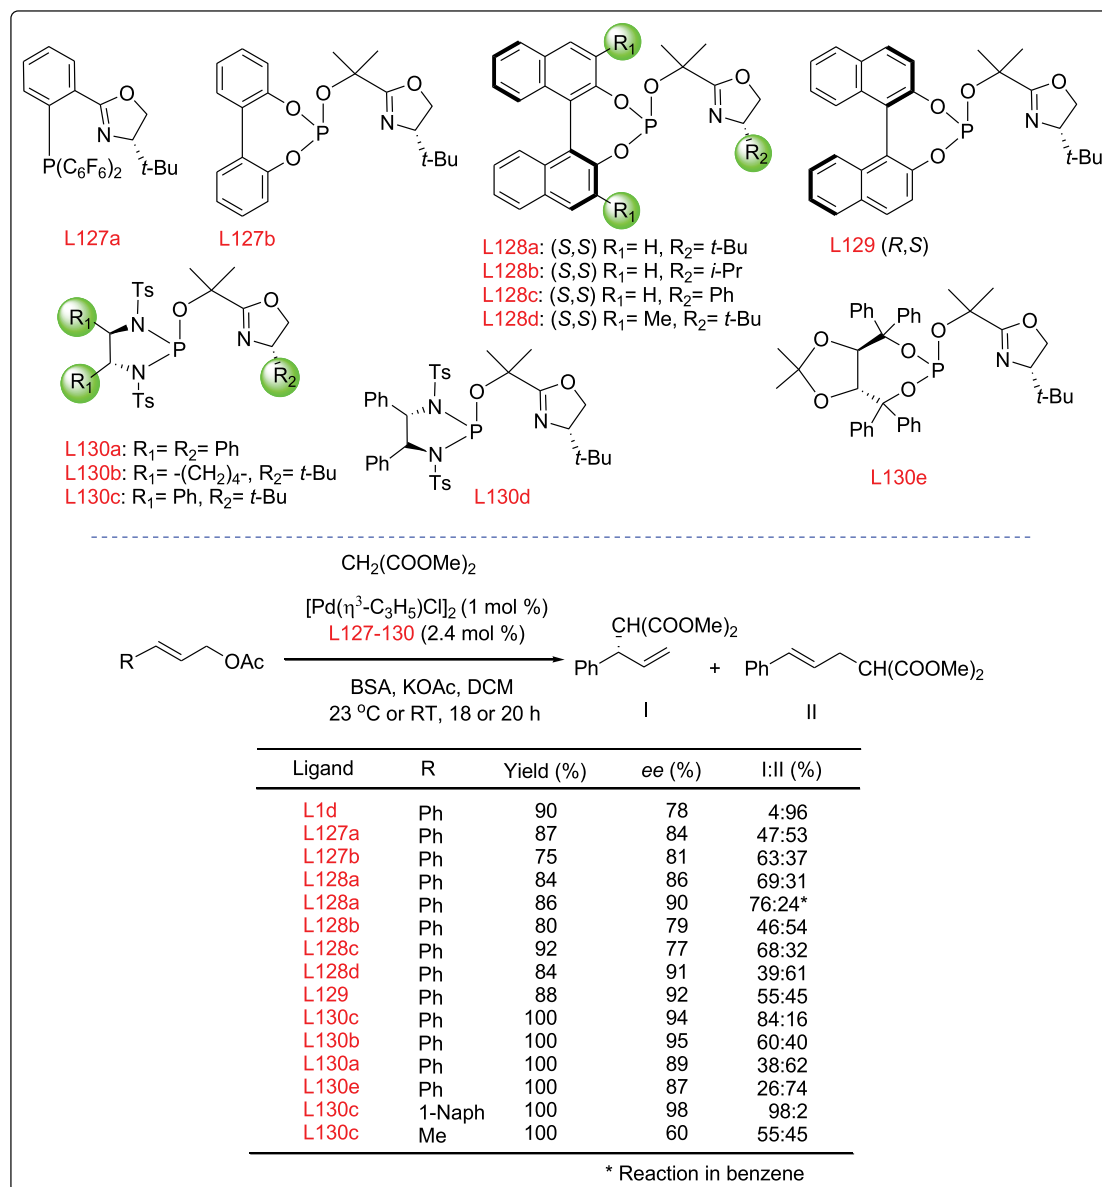 L127a
P(C6F6)2
t-Bu
N
O
L127b
O
O
P
O
O
N
t-Bu
R1
R1
O
O
P
O
O
N
R2
L128a: (S,S) R1= H, R2= t-Bu
L128b: (S,S) R1= H, R2= i-Pr
L128c: (S,S) R1= H, R2= Ph
L128d: (S,S) R1= Me, R2= t-Bu
O
O
P
O
O
N
t-Bu
L129 (R,S)
Ts
N
R1
R1
N
Ts
P
O
O
N
R2
L130a: R1= R2= Ph
L130b: R1= -(CH2)4-, R2= t-Bu
L130c: R1= Ph, R2= t-Bu
Ts
Ph
N
Ph
N
Ts
P
O
O
N
t-Bu
L130d
Ph
Ph
O
O
O
O
P
O
O
N
Ph
Ph
t-Bu
L130e
CH2(COOMe)2
[Pd(η3-C3H5)Cl]2 (1 mol %)
L127-130 (2.4 mol %)
R
OAc
BSA, KOAc, DCM
23 oC or RT, 18 or 20 h
CH(COOMe)2
Ph
I
+
Ph
CH(COOMe)2
II
Ligand R Yield (%) ee (%) I:II (%)
L1d Ph 90 78 4:96
L127a Ph 87 84 47:53
L127b Ph 75 81 63:37
L128a Ph 84 86 69:31
L128a Ph 86 90 76:24*
L128b Ph 80 79 46:54
L128c Ph 92 77 68:32
L128d Ph 84 91 39:61
L129 Ph 88 92 55:45
L130c Ph 100 94 84:16
L130b Ph 100 95 60:40
L130a Ph 100 89 38:62
L130e Ph 100 87 26:74
L130c 1-Naph 100 98 98:2
L130c Me 100 60 55:45
* Reaction in benzene